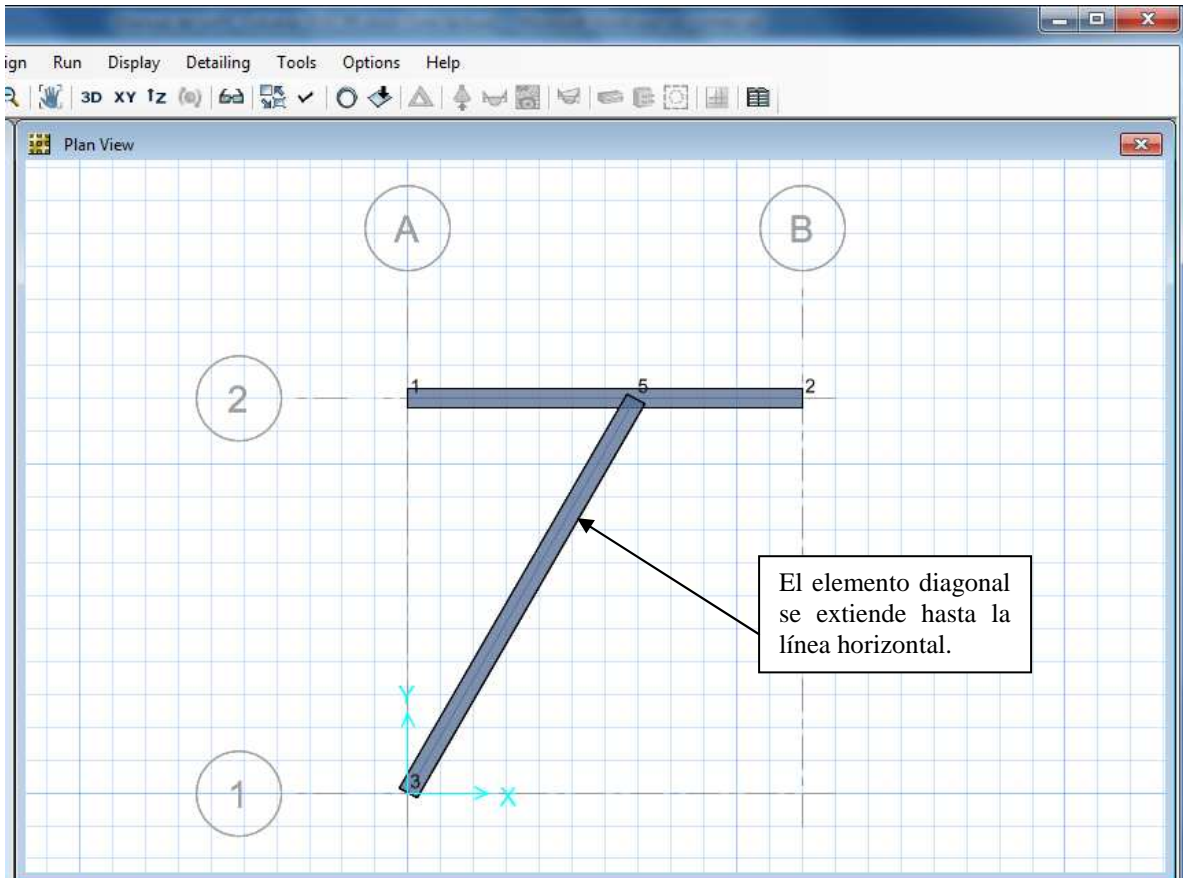 ign Run Display Detailing Tools Options Help
3D XY Z
Plan View
A B
1 5 2
2
El elemento diagonal
se extiende hasta la
línea horizontal.
Y
3
1
X